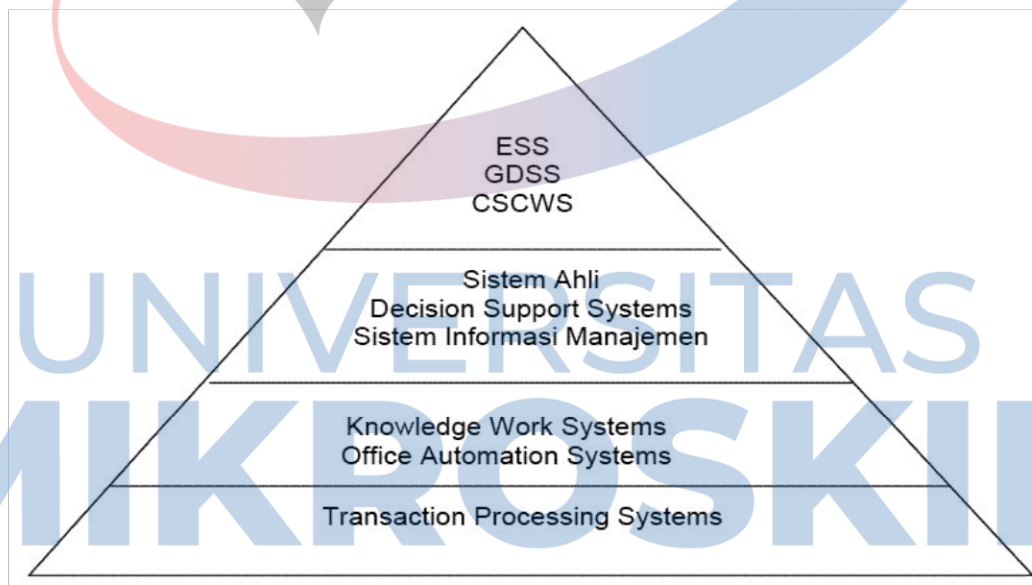 ESS
GDSS
CSCWS
Sistem Ahli
Decision Support Systems
Sistem Informasi Manajemen
UNIVERSITAS
MIKROSKIL
Knowledge Work Systems
Office Automation Systems
Transaction Processing Systems